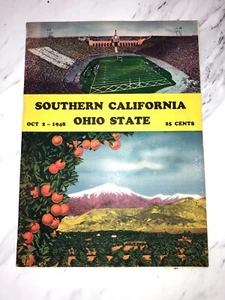 SOUTHERN CALIFORNIA
OCT 2 - 1948 OHIO STATE 25 CENTS